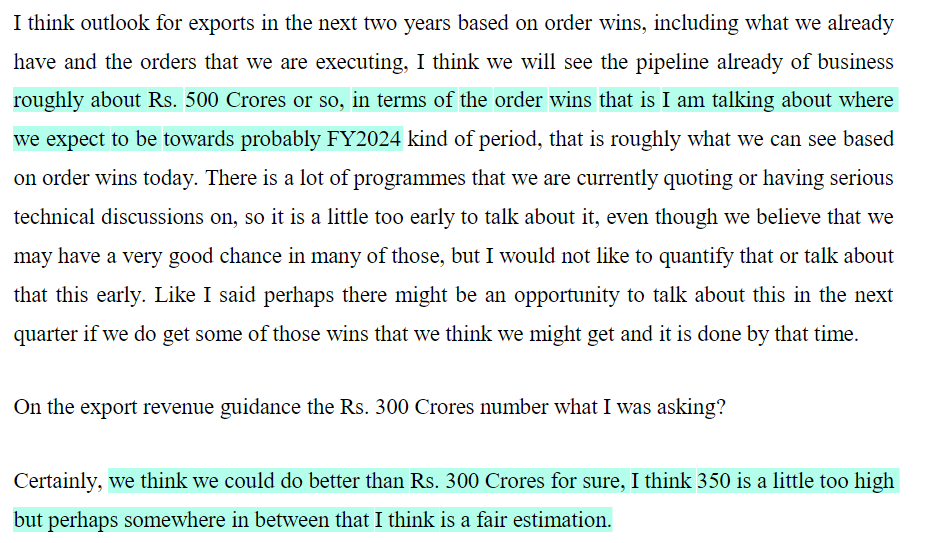 I think outlook for exports in the next two years based on order wins, including what we already
have and the orders that we are executing, I think we will see the pipeline already of business
roughly about Rs. 500 Crores or so, in terms of the order wins that is I am talking about where
we expect to be towards probably FY2024 kind of period, that is roughly what we can see based
on order wins today. There is a lot of programmes that we are currently quoting or having serious
technical discussions on, so it is a little too early to talk about it, even though we believe that we
may have a very good chance in many of those, but I would not like to quantify that or talk about
that this early. Like I said perhaps there might be an opportunity to talk about this in the next
quarter if we do get some of those wins that we think we might get and it is done by that time.
On the export revenue guidance the Rs. 300 Crores number what I was asking?
Certainly, we think we could do better than Rs. 300 Crores for sure, I think 350 is a little too high
but perhaps somewhere in between that I think is a fair estimation.